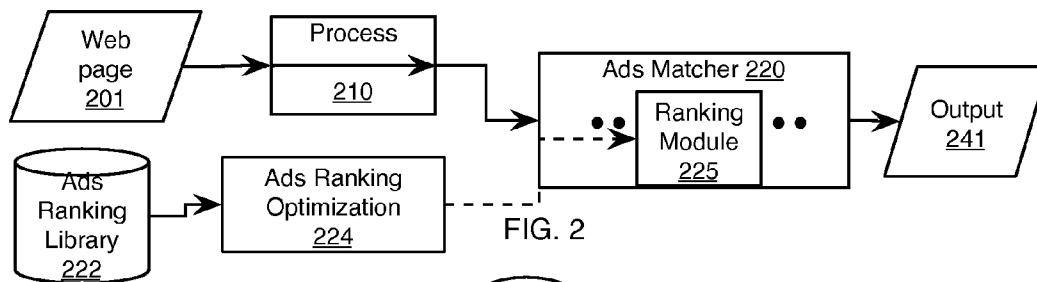 Web
page
201
Process
210
Ads Matcher 220
Ranking
Module
225
Output
241
Ads
Ranking
Library
222
Ads Ranking
Optimization
224
FIG. 2